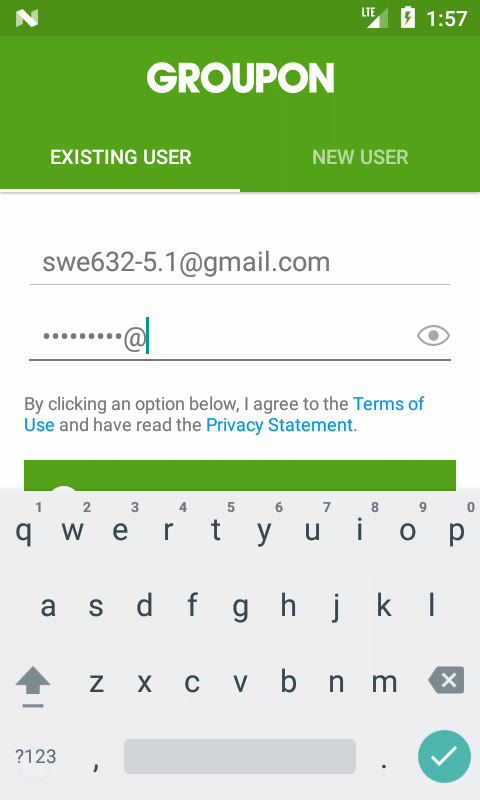 LTE 1:57
GROUPON
EXISTING USER NEW USER
swe632-5.1@gmail.com
•••••••••@
By clicking an option below, I agree to the Terms of
Use and have read the Privacy Statement.
1 2 3 4 5 6 7 8 9 0
q w e r t y u i o p
a s d f g h j k l
z x c v b n m
?123 , .